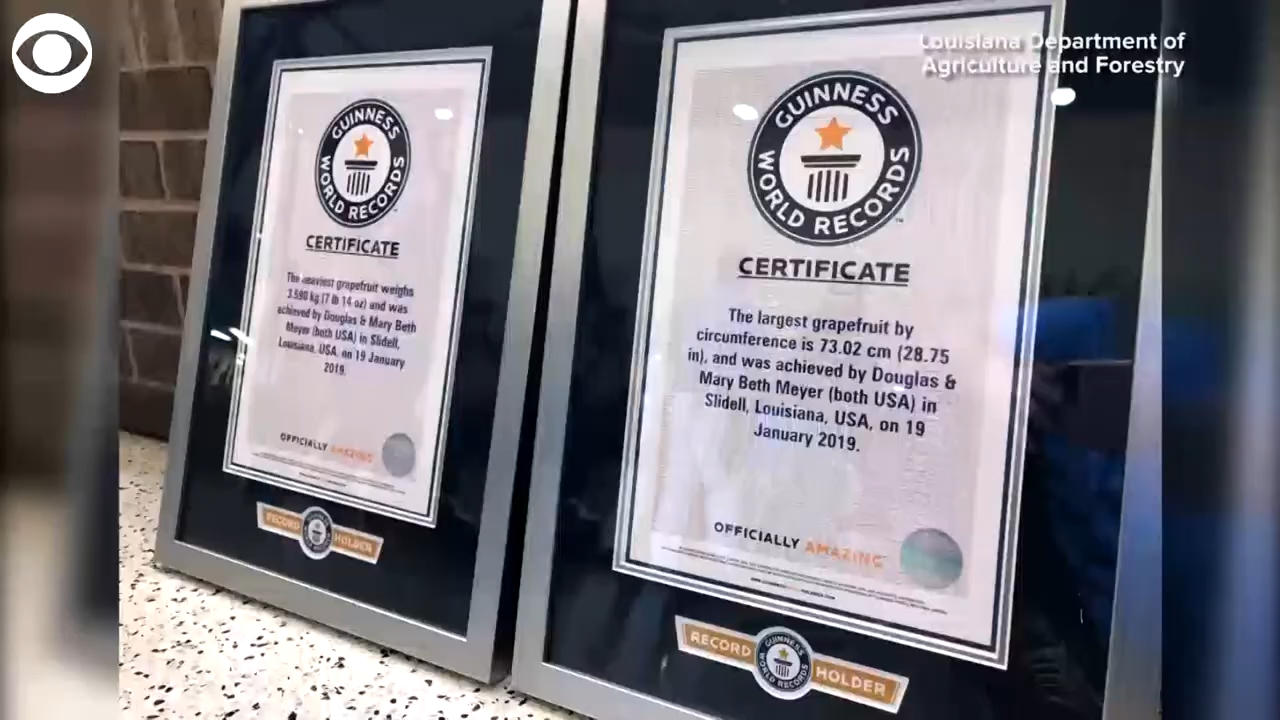 Louisiana Department of
Agriculture and Forestry
GUINNESS
WORLD RECORDS
CERTIFICATE
The heaviest grapefruit weighs
3.590 kg (7 lb 14 oz) and was
achieved by Douglas & Mary Beth
Meyer (both USA) in Slidell,
Louisiana, USA, on 19 January
2019.
OFFICIALLY AMAZING
RECORD HOLDER
GUINNESS
WORLD RECORDS
™
CERTIFICATE
The largest grapefruit by
circumference is 73.02 cm (28.75
in), and was achieved by Douglas &
Mary Beth Meyer (both USA) in
Slidell, Louisiana, USA, on 19
January 2019.
OFFICIALLY AMAZING
RECORD HOLDER
GUINNESS
WORLD RECORDS